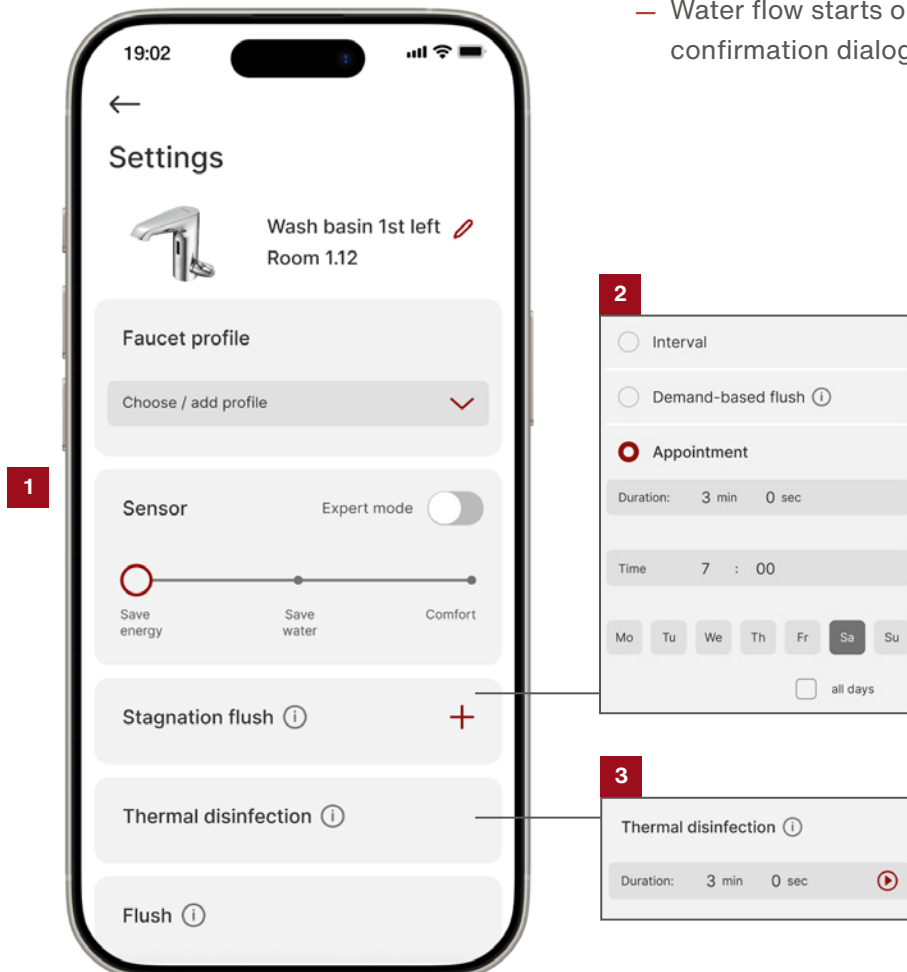 — Water flow starts
confirmation dialog
19:02
Settings
Wash basin 1st left
Room 1.12
Faucet profile
Choose / add profile
1
Sensor
Expert mode
Save energy
Save water
Comfort
Stagnation flush
Thermal disinfection
Flush
2
Interval
Demand-based flush
Appointment
Duration: 3 min 0 sec
Time 7 : 00
Mo Tu We Th Fr Sa Su
all days
3
Thermal disinfection
Duration: 3 min 0 sec